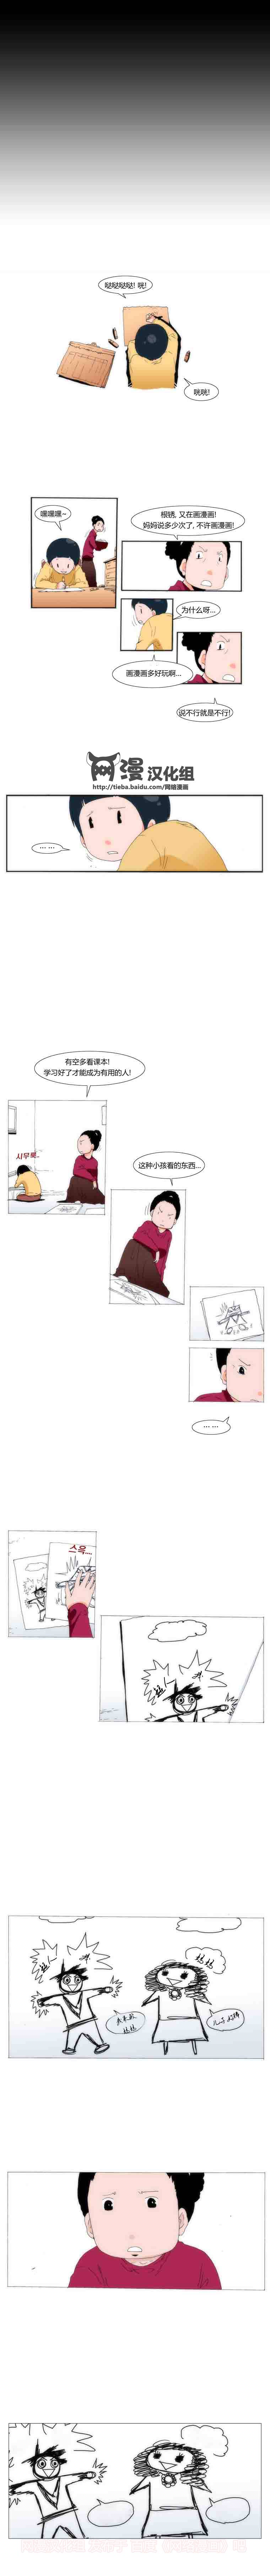 哒哒哒哒! 咣!
咣咣!
嘿嘿嘿~
根锈, 又在画漫画!
妈妈说多少次了, 不许画漫画!
为什么呀...
画漫画多好玩啊...
说不行就是不行!
网漫汉化组
http://tieba.baidu.com/网络漫画
... ...
有空多看课本!
学习好了才能成为有用的人!
시무룩..
这种小孩看的东西...
... ...
스윽...